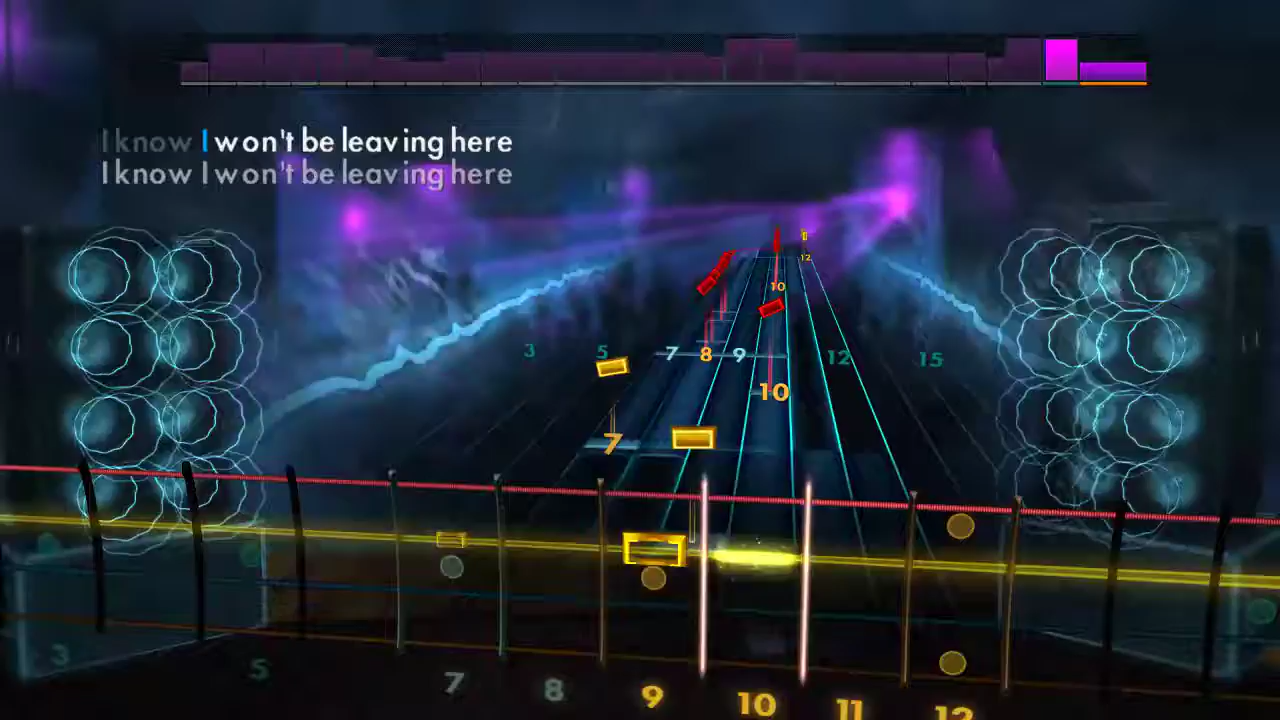 I know I won't be leaving here
I know I won't be leaving here
12
10
3 5 7 8 9 12 15
10
7
3 5 7 8 9 10 11 12